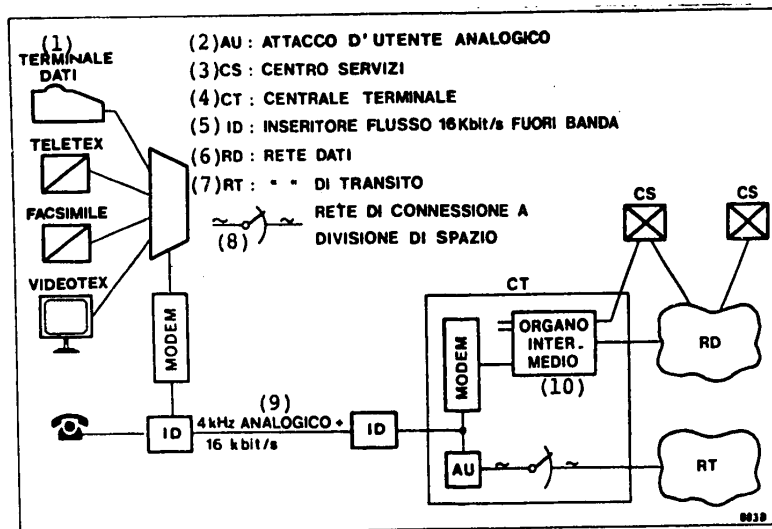 (1)
TERMINALE
DATI
TELETEX
FACSIMILE
VIDEOTEX
(2) AU : ATTACCO D'UTENTE ANALOGICO
(3) CS : CENTRO SERVIZI
(4) CT : CENTRALE TERMINALE
(5) ID : INSERITORE FLUSSO 16Kbit/s FUORI BANDA
(6) RD : RETE DATI
(7) RT : " " DI TRANSITO
(8) RETE DI CONNESSIONE A
DIVISIONE DI SPAZIO
CS
CS
CT
MODEM
MODEM
ORGANO
INTER-
MEDIO
(10)
RD
(9)
ID
4 kHz ANALOGICO +
16 kbit/s
ID
AU
RT